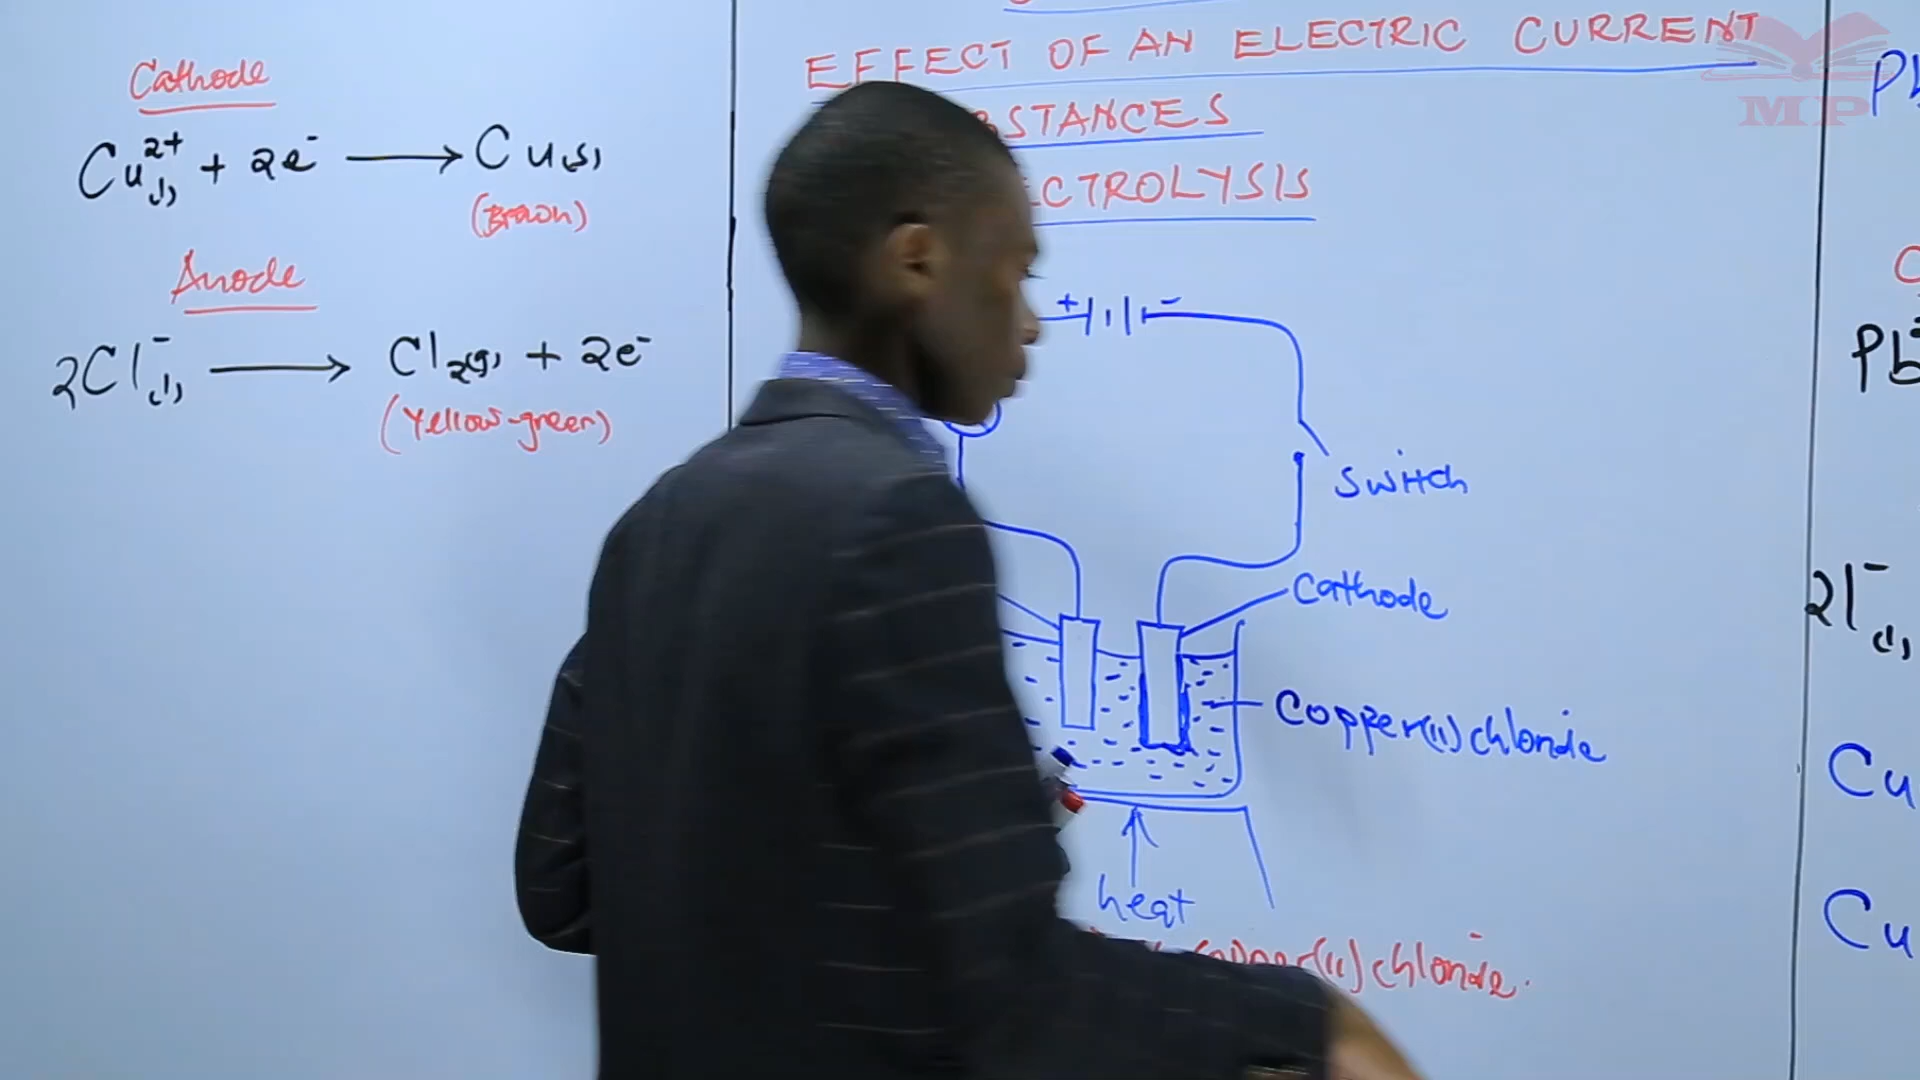 Cathode
Cu²⁺(l) + 2e⁻ ⟶ Cu(s)
(Brown)
Anode
2Cl⁻(l) ⟶ Cl₂(g) + 2e⁻
(Yellow-green)
EFFECT OF AN ELECTRIC CURRENT
STANCES
CTROLYSIS
+ -
switch
Cathode
Copper(II) chloride
heat
copper(II) chloride.
MP
Pb
2I⁻(l)
Cu
Cu